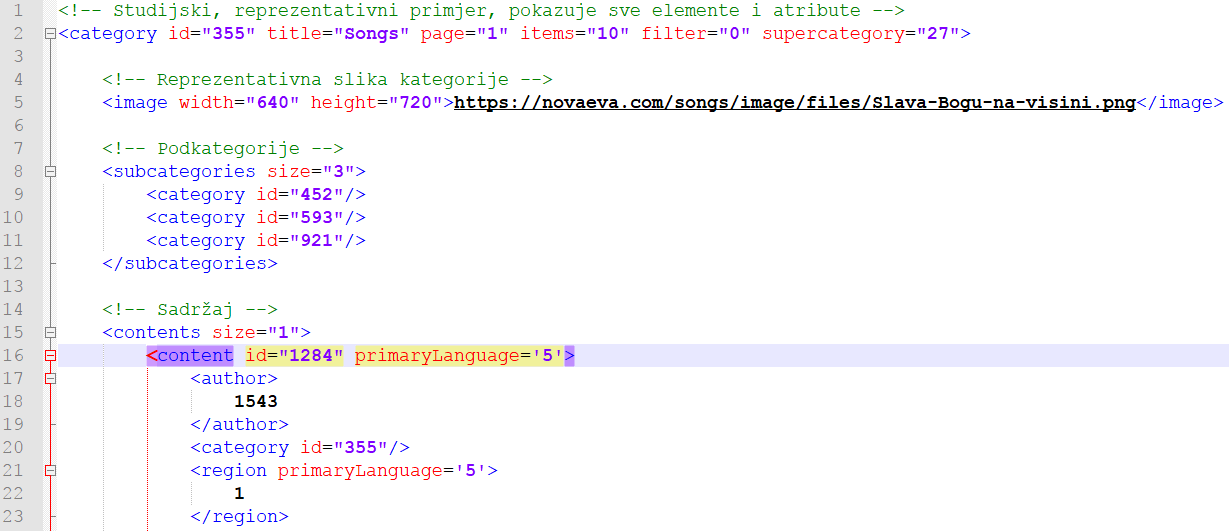 1 <!-- Studijski, reprezentativni primjer, pokazuje sve elemente i atribute -->
2 <category id="355" title="Songs" page="1" items="10" filter="0" supercategory="27">
3
4 <!-- Reprezentativna slika kategorije -->
5 <image width="640" height="720">https://novaeva.com/songs/image/files/Slava-Bogu-na-visini.png</image>
6
7 <!-- Podkategorije -->
8 <subcategories size="3">
9 <category id="452"/>
10 <category id="593"/>
11 <category id="921"/>
12 </subcategories>
13
14 <!-- Sadržaj -->
15 <contents size="1">
16 <content id="1284" primaryLanguage='5'>
17 <author>
18 1543
19 </author>
20 <category id="355"/>
21 <region primaryLanguage='5'>
22 1
23 </region>